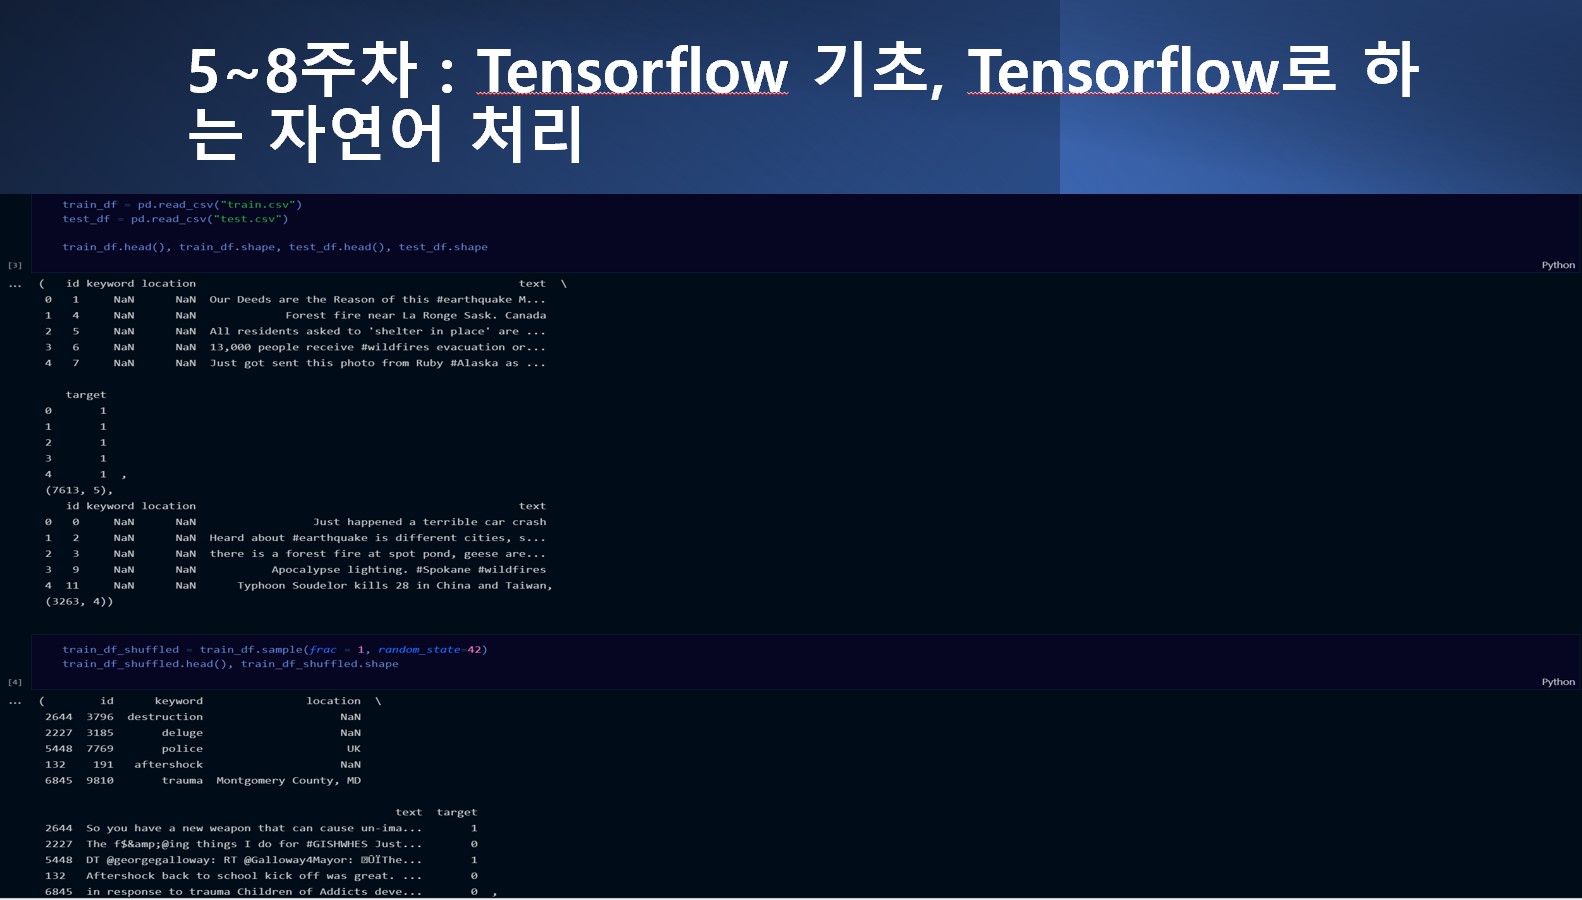 5~8주차 : Tensorflow 기초, Tensorflow로 하
는 자연어 처리
train_df = pd.read_csv("train.csv")
test_df = pd.read_csv("test.csv")
train_df.head(), train_df.shape, test_df.head(), test_df.shape
[3]
Python
...
( id keyword location text \
0 1 NaN NaN Our Deeds are the Reason of this #earthquake M...
1 4 NaN NaN Forest fire near La Ronge Sask. Canada
2 5 NaN NaN All residents asked to 'shelter in place' are ...
3 6 NaN NaN 13,000 people receive #wildfires evacuation or...
4 7 NaN NaN Just got sent this photo from Ruby #Alaska as ...
target
0 1
1 1
2 1
3 1
4 1 ,
(7613, 5),
id keyword location text
0 0 NaN NaN Just happened a terrible car crash
1 2 NaN NaN Heard about #earthquake is different cities, s...
2 3 NaN NaN there is a forest fire at spot pond, geese are...
3 9 NaN NaN Apocalypse lighting. #Spokane #wildfires
4 11 NaN NaN Typhoon Soudelor kills 28 in China and Taiwan,
(3263, 4))
train_df_shuffled = train_df.sample(frac = 1, random_state=42)
train_df_shuffled.head(), train_df_shuffled.shape
[4]
Python
...
( id keyword location \
2644 3796 destruction NaN
2227 3185 deluge NaN
5448 7769 police UK
132 191 aftershock NaN
6845 9810 trauma Montgomery County, MD
text target
2644 So you have a new weapon that can cause un-ima... 1
2227 The f$&amp;@ing things I do for #GISHWHES Just... 0
5448 DT @georgegalloway: RT @Galloway4Mayor: ÛÏThe... 1
132 Aftershock back to school kick off was great. ... 0
6845 in response to trauma Children of Addicts deve... 0 ,